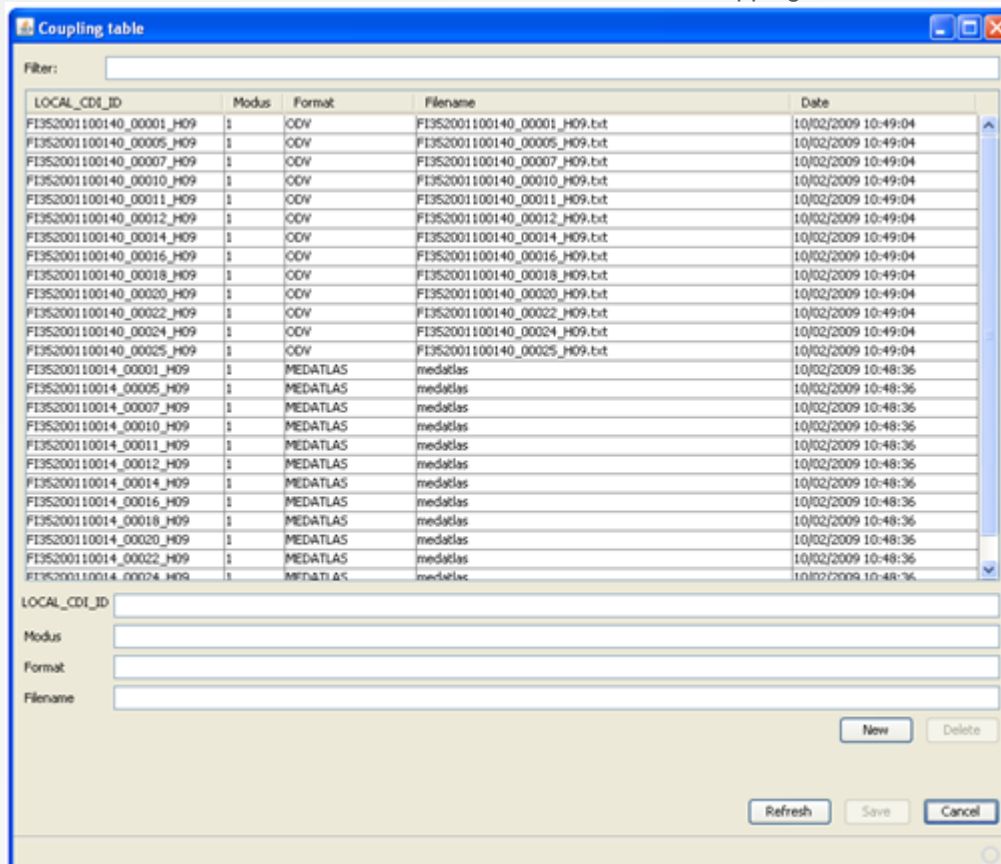 Coupling table
Filter:
LOCAL_CDI_ID Modus Format Filename Date
FI352001100140_00001_H09 1 ODV FI352001100140_00001_H09.txt 10/02/2009 10:49:04
FI352001100140_00005_H09 1 ODV FI352001100140_00005_H09.txt 10/02/2009 10:49:04
FI352001100140_00007_H09 1 ODV FI352001100140_00007_H09.txt 10/02/2009 10:49:04
FI352001100140_00010_H09 1 ODV FI352001100140_00010_H09.txt 10/02/2009 10:49:04
FI352001100140_00011_H09 1 ODV FI352001100140_00011_H09.txt 10/02/2009 10:49:04
FI352001100140_00012_H09 1 ODV FI352001100140_00012_H09.txt 10/02/2009 10:49:04
FI352001100140_00014_H09 1 ODV FI352001100140_00014_H09.txt 10/02/2009 10:49:04
FI352001100140_00016_H09 1 ODV FI352001100140_00016_H09.txt 10/02/2009 10:49:04
FI352001100140_00018_H09 1 ODV FI352001100140_00018_H09.txt 10/02/2009 10:49:04
FI352001100140_00020_H09 1 ODV FI352001100140_00020_H09.txt 10/02/2009 10:49:04
FI352001100140_00022_H09 1 ODV FI352001100140_00022_H09.txt 10/02/2009 10:49:04
FI352001100140_00024_H09 1 ODV FI352001100140_00024_H09.txt 10/02/2009 10:49:04
FI352001100140_00025_H09 1 ODV FI352001100140_00025_H09.txt 10/02/2009 10:49:04
FI35200110014_00001_H09 1 MEDATLAS medatlas 10/02/2009 10:48:36
FI35200110014_00005_H09 1 MEDATLAS medatlas 10/02/2009 10:48:36
FI35200110014_00007_H09 1 MEDATLAS medatlas 10/02/2009 10:48:36
FI35200110014_00010_H09 1 MEDATLAS medatlas 10/02/2009 10:48:36
FI35200110014_00011_H09 1 MEDATLAS medatlas 10/02/2009 10:48:36
FI35200110014_00012_H09 1 MEDATLAS medatlas 10/02/2009 10:48:36
FI35200110014_00014_H09 1 MEDATLAS medatlas 10/02/2009 10:48:36
FI35200110014_00016_H09 1 MEDATLAS medatlas 10/02/2009 10:48:36
FI35200110014_00018_H09 1 MEDATLAS medatlas 10/02/2009 10:48:36
FI35200110014_00020_H09 1 MEDATLAS medatlas 10/02/2009 10:48:36
FI35200110014_00022_H09 1 MEDATLAS medatlas 10/02/2009 10:48:36
FI35200110014_00024_H09 1 MEDATLAS medatlas 10/02/2009 10:48:36
LOCAL_CDI_ID
Modus
Format
Filename
New Delete
Refresh Save Cancel